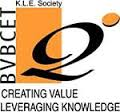 K.L.E. Society
BVBCET
CREATING VALUE
LEVERAGING KNOWLEDGE